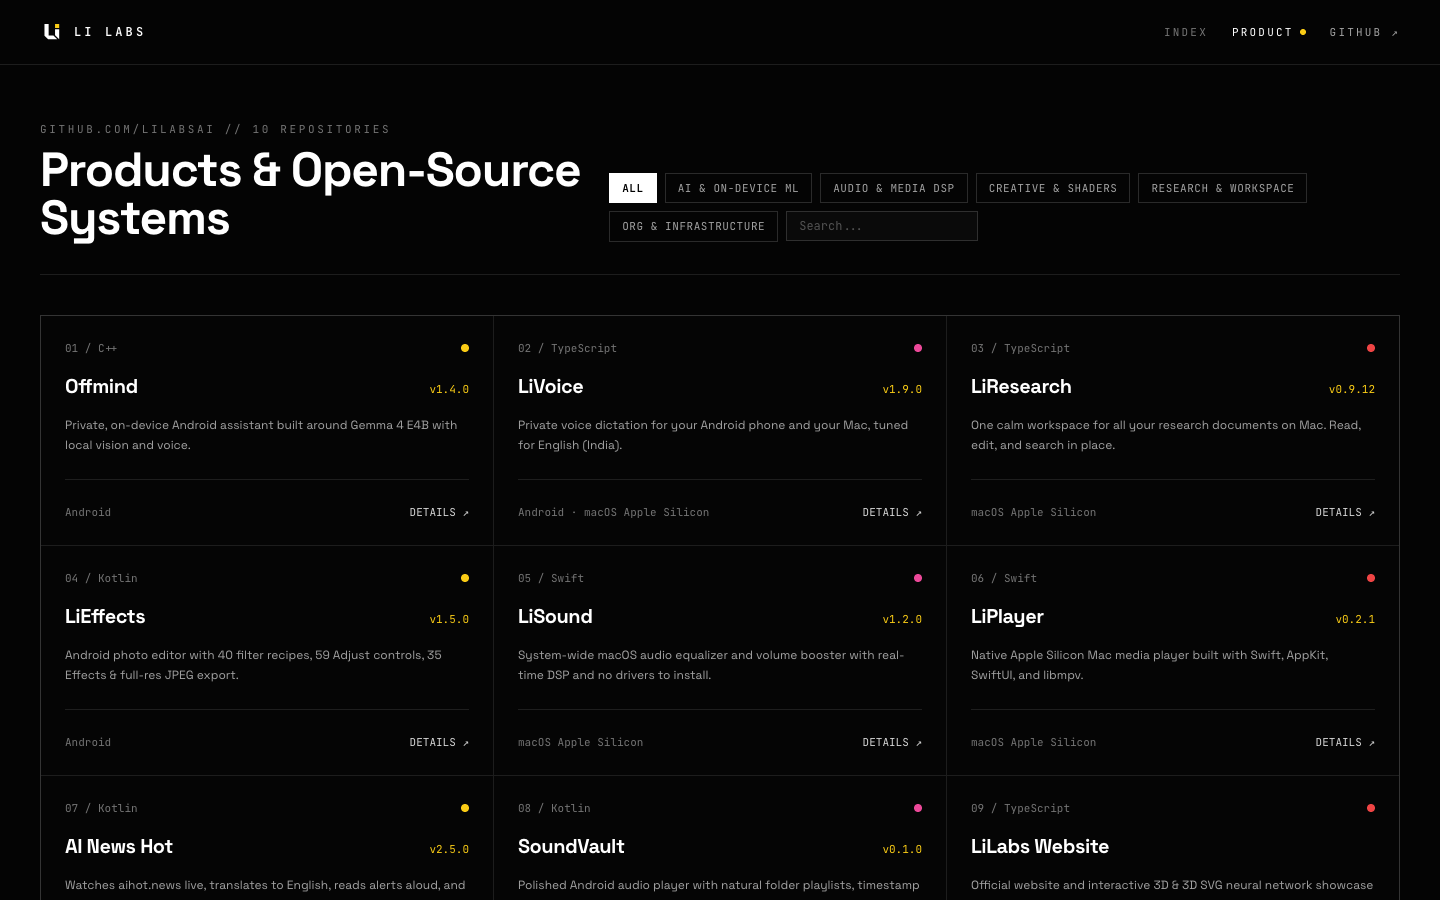 LI LABS
INDEX
PRODUCT
GITHUB ↗
GITHUB.COM/LILABSAI // 10 REPOSITORIES
Products & Open-Source
Systems
ALL
AI & ON-DEVICE ML
AUDIO & MEDIA DSP
CREATIVE & SHADERS
RESEARCH & WORKSPACE
ORG & INFRASTRUCTURE
Search...
01 / C++
Offmind
v1.4.0
Private, on-device Android assistant built around Gemma 4 E4B with
local vision and voice.
Android
DETAILS ↗
02 / TypeScript
LiVoice
v1.9.0
Private voice dictation for your Android phone and your Mac, tuned
for English (India).
Android · macOS Apple Silicon
DETAILS ↗
03 / TypeScript
LiResearch
v0.9.12
One calm workspace for all your research documents on Mac. Read,
edit, and search in place.
macOS Apple Silicon
DETAILS ↗
04 / Kotlin
LiEffects
v1.5.0
Android photo editor with 40 filter recipes, 59 Adjust controls, 35
Effects & full-res JPEG export.
Android
DETAILS ↗
05 / Swift
LiSound
v1.2.0
System-wide macOS audio equalizer and volume booster with real-
time DSP and no drivers to install.
macOS Apple Silicon
DETAILS ↗
06 / Swift
LiPlayer
v0.2.1
Native Apple Silicon Mac media player built with Swift, AppKit,
SwiftUI, and libmpv.
macOS Apple Silicon
DETAILS ↗
07 / Kotlin
AI News Hot
v2.5.0
Watches aihot.news live, translates to English, reads alerts aloud, and
08 / Kotlin
SoundVault
v0.1.0
Polished Android audio player with natural folder playlists, timestamp
09 / TypeScript
LiLabs Website
Official website and interactive 3D & 3D SVG neural network showcase